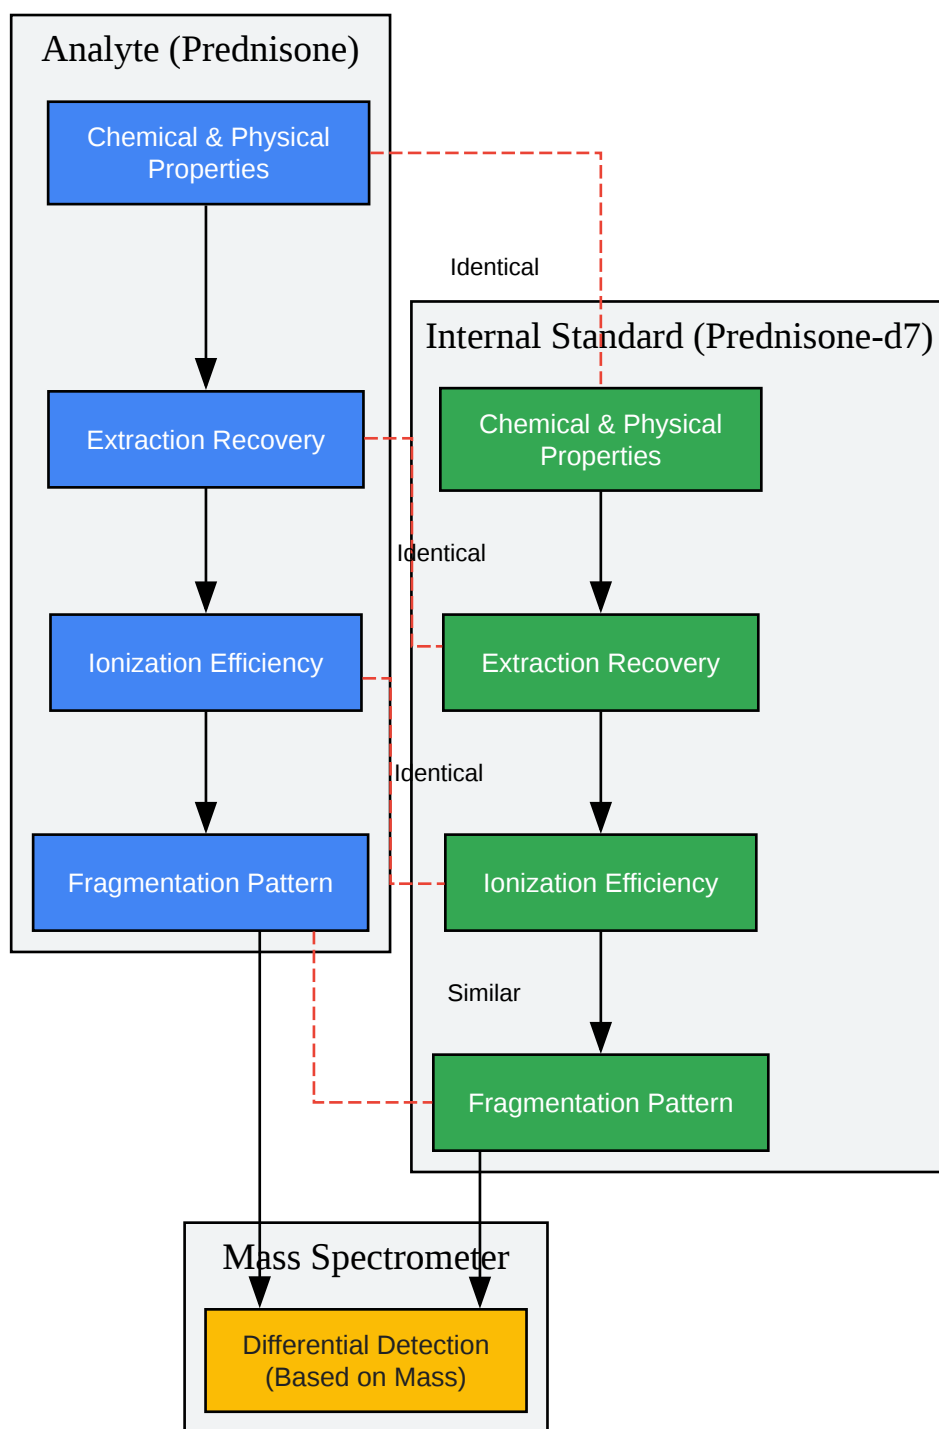 Analyte (Prednisone)
Chemical & Physical
Properties
Extraction Recovery
Ionization Efficiency
Fragmentation Pattern
Identical
Identical
Identical
Similar
Internal Standard (Prednisone-d7)
Chemical & Physical
Properties
Extraction Recovery
Ionization Efficiency
Fragmentation Pattern
Mass Spectrometer
Differential Detection
(Based on Mass)